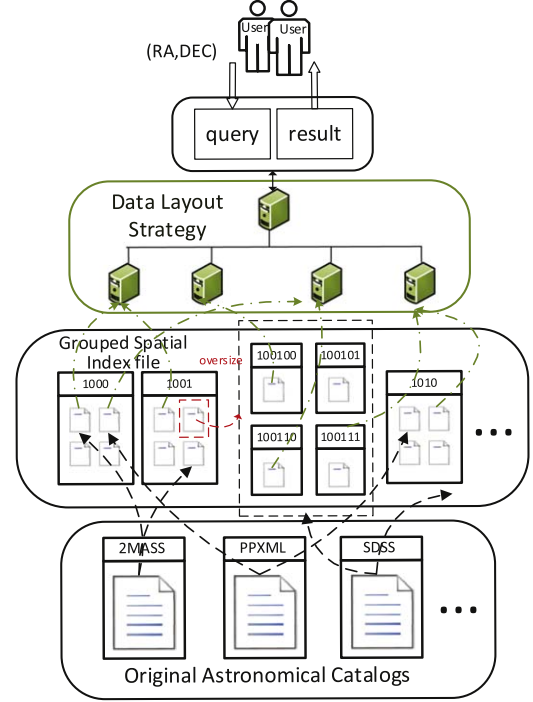 User User
(RA,DEC)
query result
Data Layout
Strategy
Grouped Spatial
Index file
oversize
1000 1001 100100 100101 1010
100110 100111
...
2MASS PPXML SDSS
...
Original Astronomical Catalogs